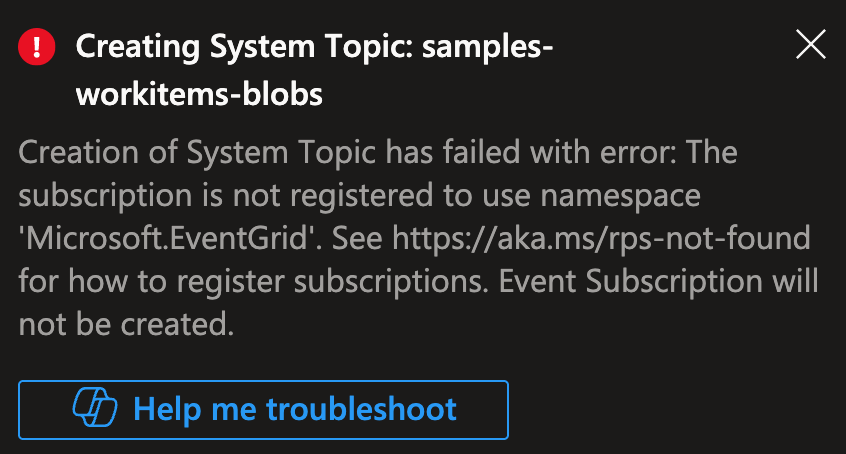 Creating System Topic: samples-
workitems-blobs
Creation of System Topic has failed with error: The
subscription is not registered to use namespace
'Microsoft.EventGrid'. See https://aka.ms/rps-not-found
for how to register subscriptions. Event Subscription will
not be created.
Help me troubleshoot